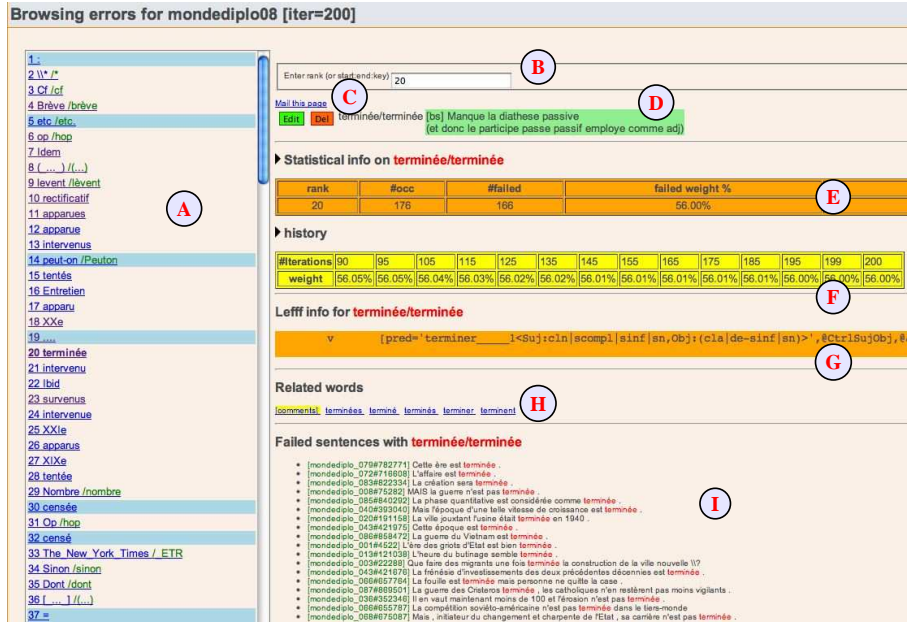 Browsing errors for mondediplo08 [iter=200]
1 :
2 \\* /*
3 Cf /cf
4 Brève /brève
5 etc /etc.
6 op /hop
7 Idem
8 (_..._) /(...)
9 levent /lèvent
10 rectificatif
11 apparues
12 apparue
13 intervenus
14 peut-on /Peuton
15 tentés
16 Entretien
17 apparu
18 XXe
19 ....
20 terminée
21 intervenu
22 Ibid
23 survenus
24 intervenue
25 XXIe
26 apparus
27 XIXe
28 tentée
29 Nombre /nombre
30 censée
31 Op /hop
32 censé
33 The_New_York_Times /_ETR
34 Sinon /sinon
35 Dont /dont
36 [_..._] /(...)
37 =
A
Enter rank (or start:end:key) 20
B
Mail this page
C
D
Edit Del terminée/terminée [bs] Manque la diathese passive
(et donc le participe passe passif employe comme adj)
Statistical info on terminée/terminée
rank #occ #failed failed weight %
20 176 166 56.00%
E
history
#Iterations 90 95 105 115 125 135 145 155 165 175 185 195 199 200
weight 56.05% 56.05% 56.04% 56.03% 56.02% 56.02% 56.01% 56.01% 56.01% 56.01% 56.01% 56.00% 56.00% 56.00%
F
Lefff info for terminée/terminée
v [pred='terminer_____1<Suj:cln|scompl|sinf|sn,Obj:(cla|de-sinf|sn)>',@CtrlSujObj,@
G
Related words
[comments] terminées terminé terminés terminer terminent
H
Failed sentences with terminée/terminée
[mondediplo_079#782771] Cette ère est terminée .
[mondediplo_072#716608] L'affaire est terminée .
[mondediplo_083#822334] La création sera terminée .
[mondediplo_008#75282] MAIS la guerre n'est pas terminée .
[mondediplo_085#840292] La phase quantitative est considérée comme terminée .
[mondediplo_040#393040] Mais l'époque d'une telle vitesse de croissance est terminée .
[mondediplo_020#191158] La ville jouxtant l'usine était terminée en 1940 .
[mondediplo_043#421975] Cette époque est terminée .
[mondediplo_086#858472] La guerre du Vietnam est terminée .
[mondediplo_001#4522] L'ère des griots d'Etat est bien terminée .
[mondediplo_013#121038] L'heure du butinage semble terminée .
[mondediplo_003#22288] Que faire des migrants une fois terminée la construction de la ville nouvelle \\?
[mondediplo_043#421676] La frénésie d'investissements des deux précédentes décennies est terminée .
[mondediplo_066#657764] La fouille est terminée mais personne ne quitte la case .
[mondediplo_087#869501] La guerre des Cristeros terminée , les catholiques n'en restèrent pas moins vigilants .
[mondediplo_036#352346] Il en vaut maintenant moins de 100 et l'érosion n'est pas terminée .
[mondediplo_066#655787] La compétition soviéto-américaine n'est pas terminée dans le tiers-monde
[mondediplo_068#675087] Mais , initiateur du changement et charpente de l'Etat , sa carrière n'est pas terminée .
I